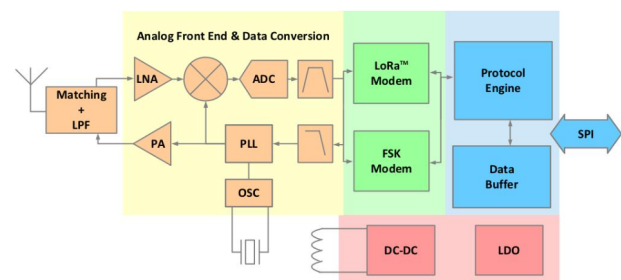 Analog Front End & Data Conversion
Matching
+
LPF
LNA
ADC
LoRa™
Modem
Protocol
Engine
PA
PLL
FSK
Modem
SPI
Data
Buffer
OSC
DC-DC
LDO